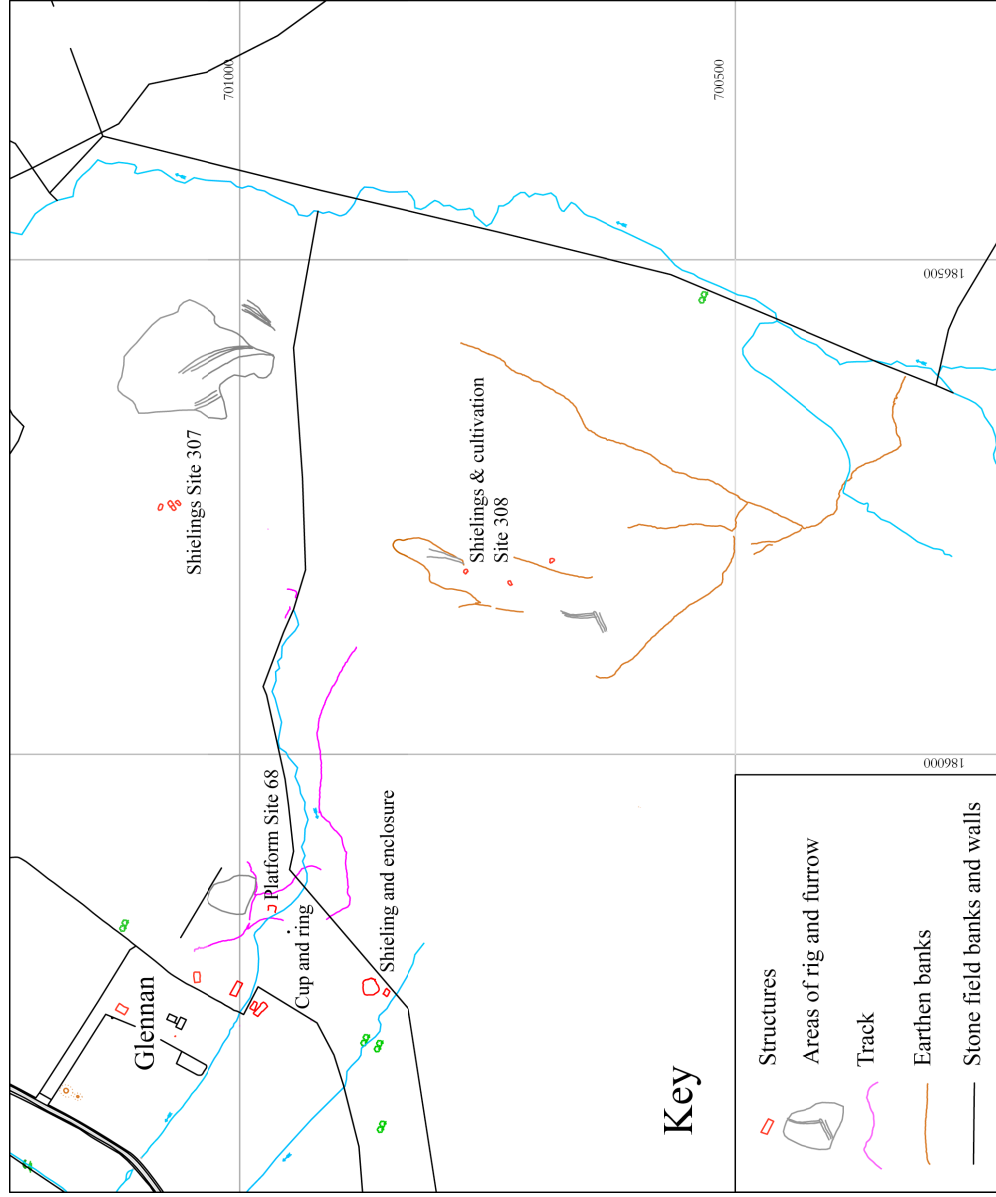 701000
700500
186500
186000
Shielings Site 307
Shielings & cultivation
Site 308
Platform Site 68
Cup and ring
Shieling and enclosure
Glennan
Key
Structures
Areas of rig and furrow
Track
Earthen banks
Stone field banks and walls